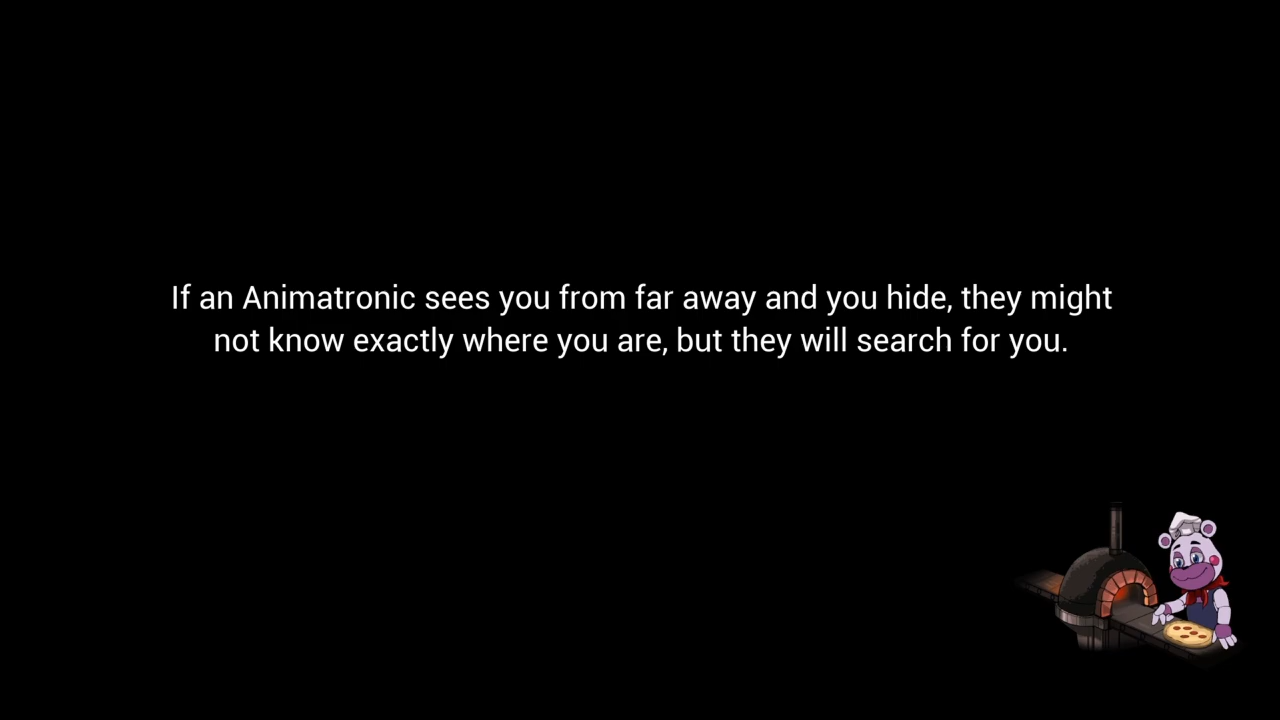 If an Animatronic sees you from far away and you hide, they might
not know exactly where you are, but they will search for you.